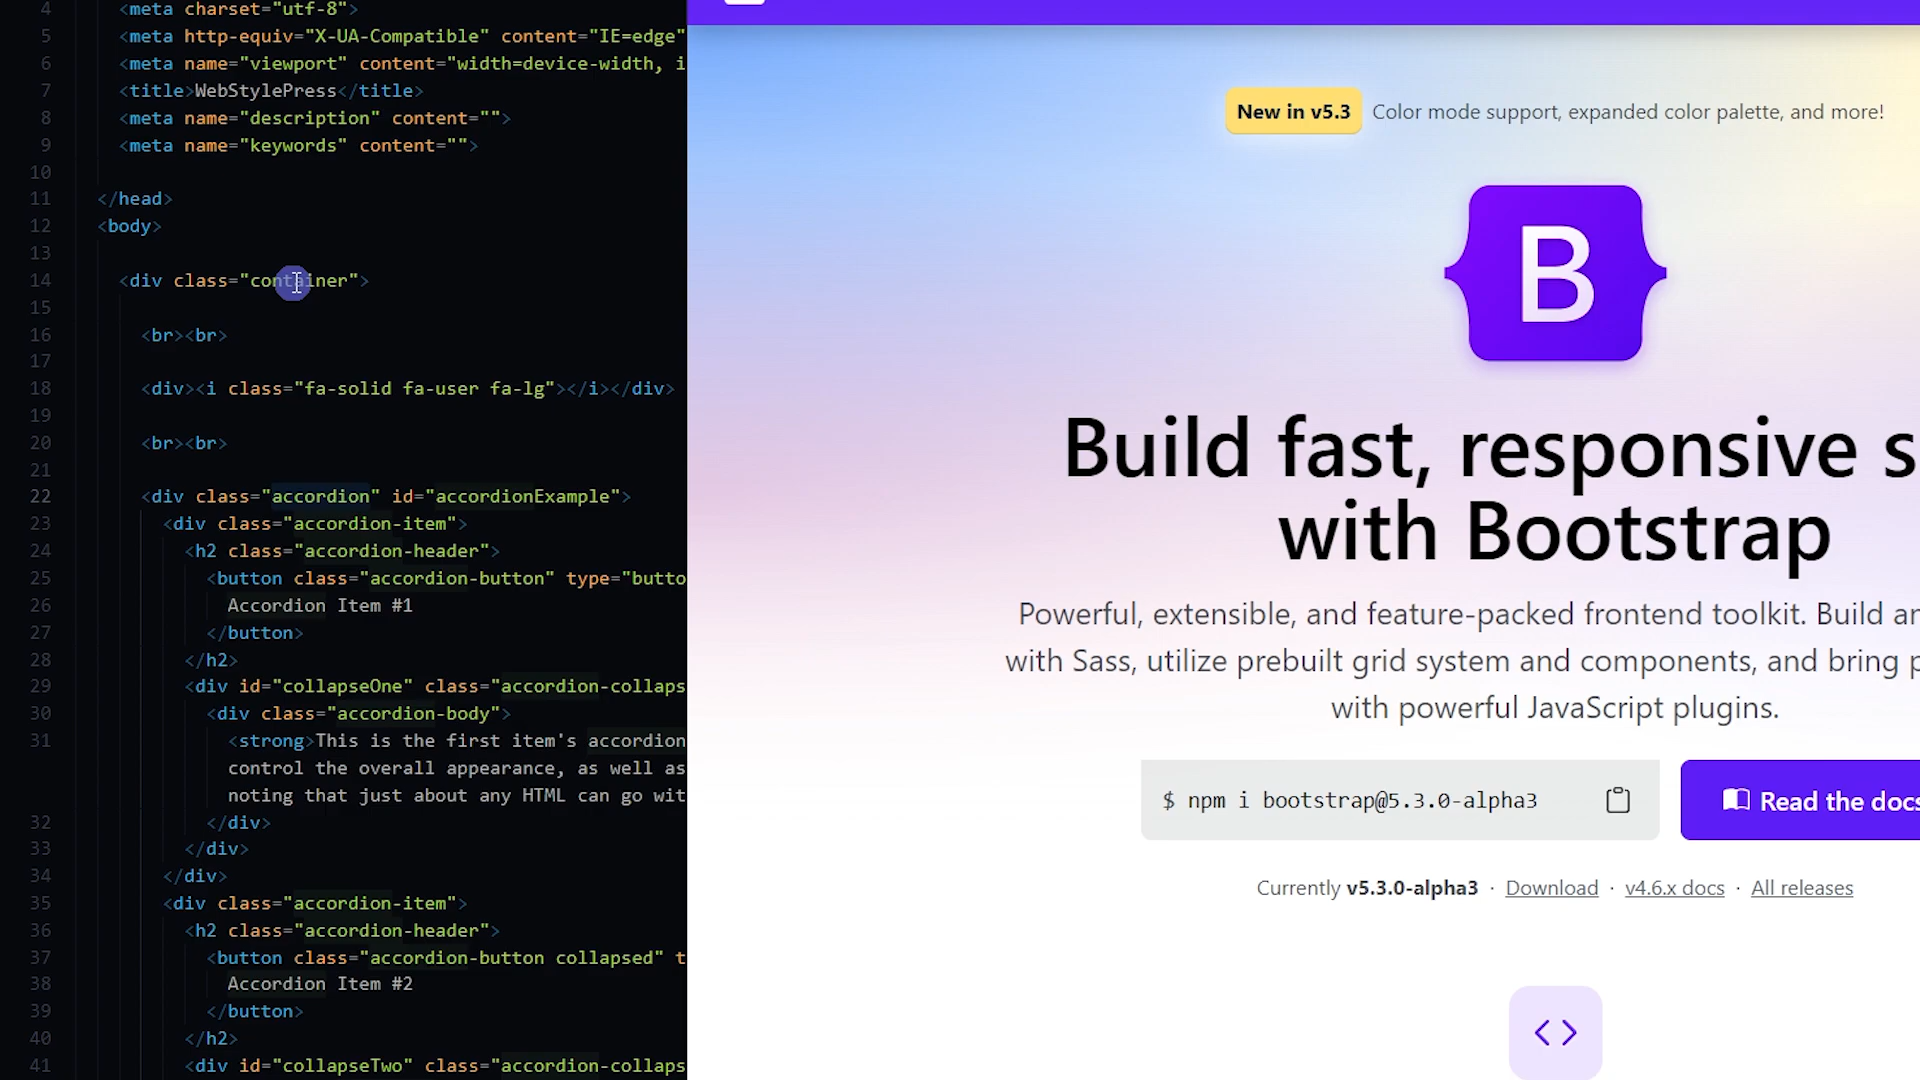 4 <meta charset="utf-8">
5 <meta http-equiv="X-UA-Compatible" content="IE=edge"
6 <meta name="viewport" content="width=device-width, i
7 <title>WebStylePress</title>
8 <meta name="description" content="">
9 <meta name="keywords" content="">
10
11 </head>
12 <body>
13
14 <div class="container">
15
16 <br><br>
17
18 <div><i class="fa-solid fa-user fa-lg"></i></div>
19
20 <br><br>
21
22 <div class="accordion" id="accordionExample">
23 <div class="accordion-item">
24 <h2 class="accordion-header">
25 <button class="accordion-button" type="butto
26 Accordion Item #1
27 </button>
28 </h2>
29 <div id="collapseOne" class="accordion-collaps
30 <div class="accordion-body">
31 <strong>This is the first item's accordion
control the overall appearance, as well as
noting that just about any HTML can go wit
32 </div>
33 </div>
34 </div>
35 <div class="accordion-item">
36 <h2 class="accordion-header">
37 <button class="accordion-button collapsed" t
38 Accordion Item #2
39 </button>
40 </h2>
41 <div id="collapseTwo" class="accordion-collaps
New in v5.3 Color mode support, expanded color palette, and more!
B
Build fast, responsive s
with Bootstrap
Powerful, extensible, and feature-packed frontend toolkit. Build an
with Sass, utilize prebuilt grid system and components, and bring p
with powerful JavaScript plugins.
$ npm i bootstrap@5.3.0-alpha3
Read the docs
Currently v5.3.0-alpha3 · Download · v4.6.x docs · All releases